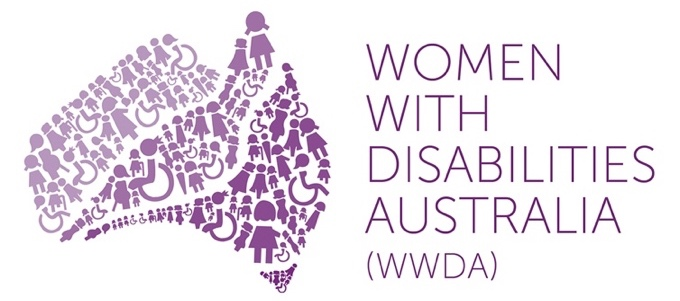 WOMEN
WITH
DISABILITIES
AUSTRALIA
(WWDA)